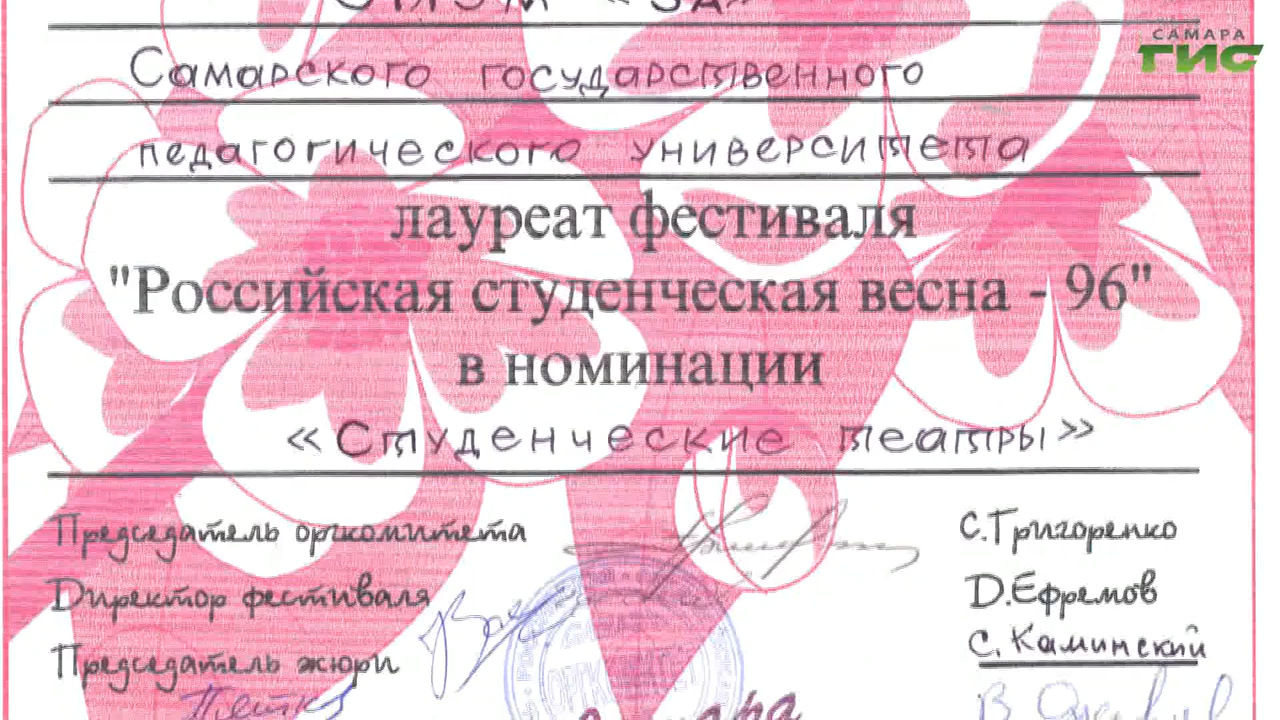 САМАРА
ГИС
Самарского государственного
педагогического университета
лауреат фестиваля
"Российская студенческая весна - 96"
в номинации
«Студенческие театры»
Председатель оргкомитета С.Григоренко
Директор фестиваля Д.Ефремов
Председатель жюри С. Каминский